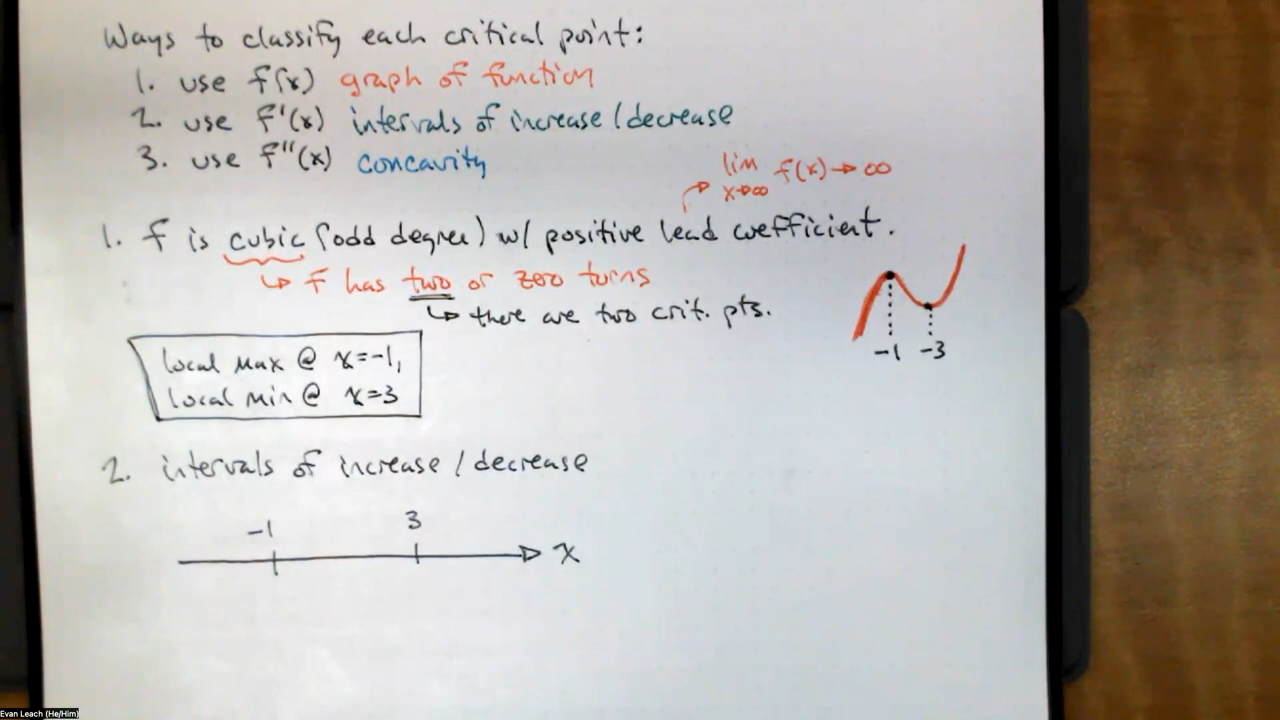 Ways to classify each critical point:
1. use f(x) graph of function
2. use f'(x) intervals of increase/decrease
3. use f''(x) concavity
lim x→∞ f(x) → ∞
1. f is cubic (odd degree) w/ positive lead coefficient.
↳ f has two or zero turns
↳ there are two crit. pts.
-1 -3
local max @ x=-1,
local min @ x=3
2. intervals of increase/decrease
-1 3
x
Evan Leach (He/Him)